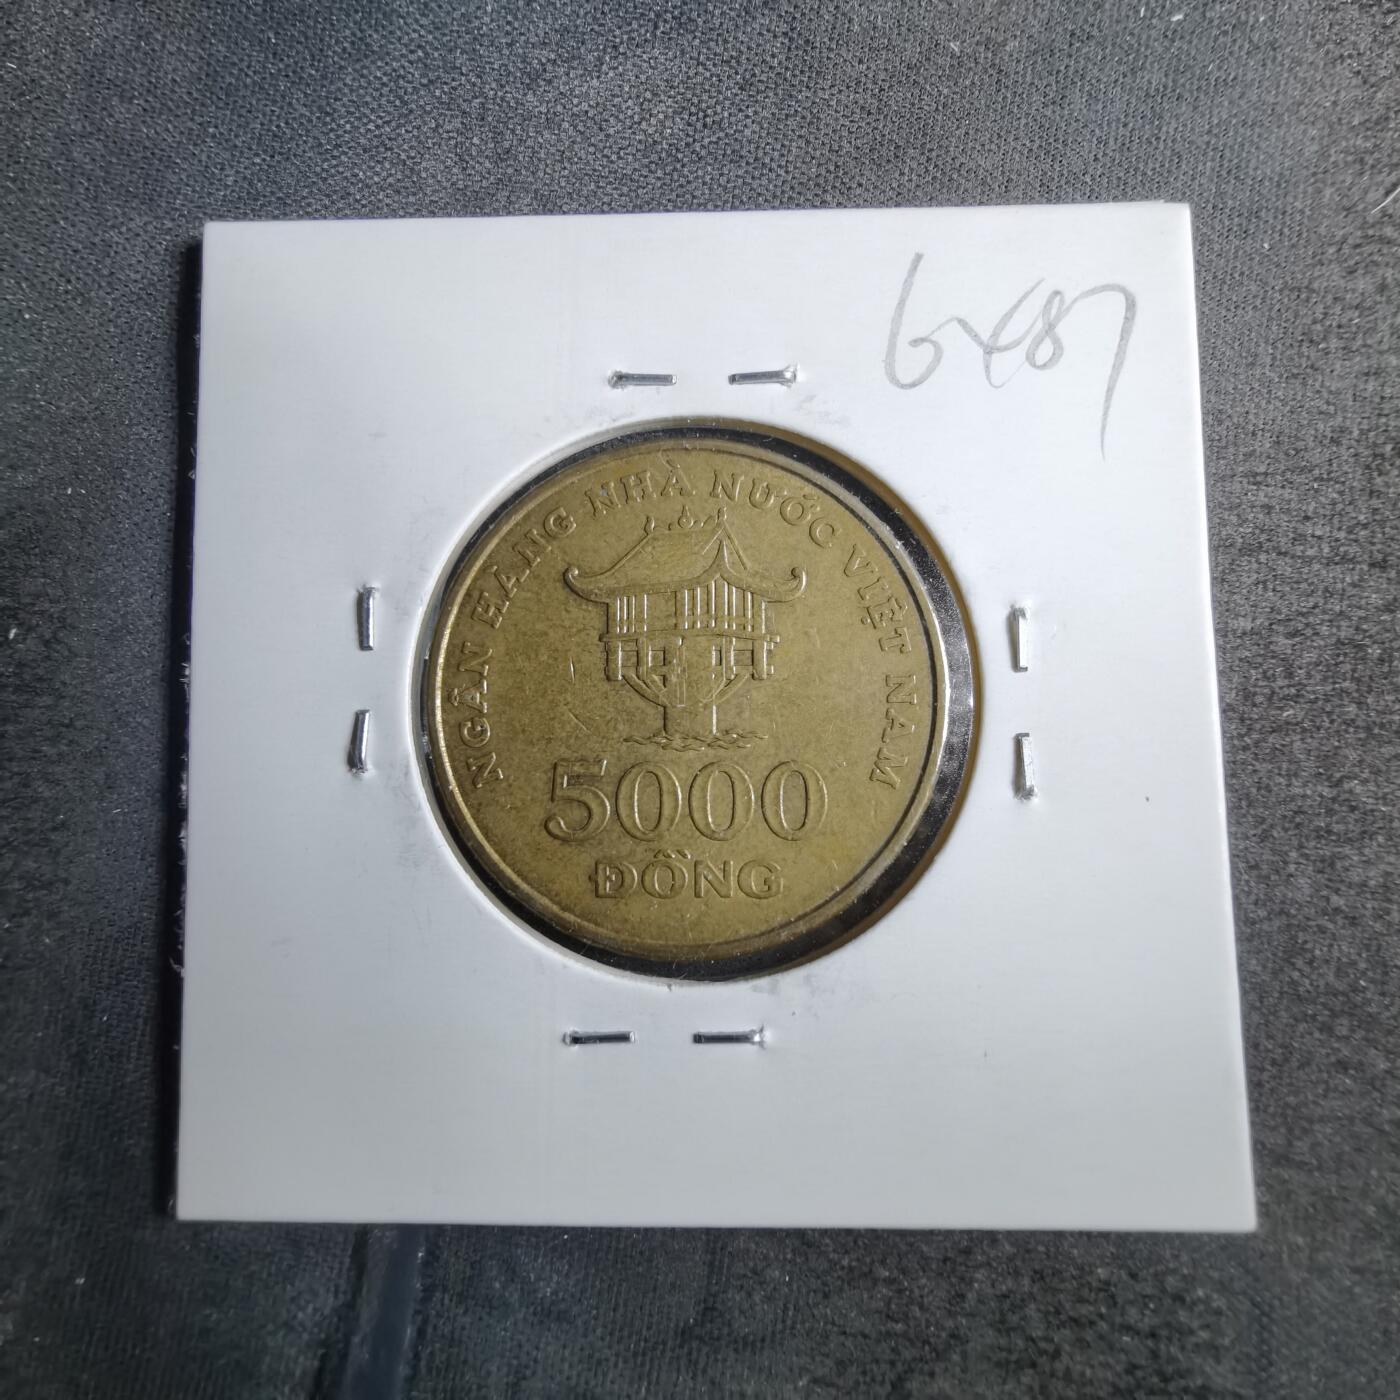 NGÂN HÀNG NHÀ NƯỚC VIỆT NAM
5000
ĐỒNG